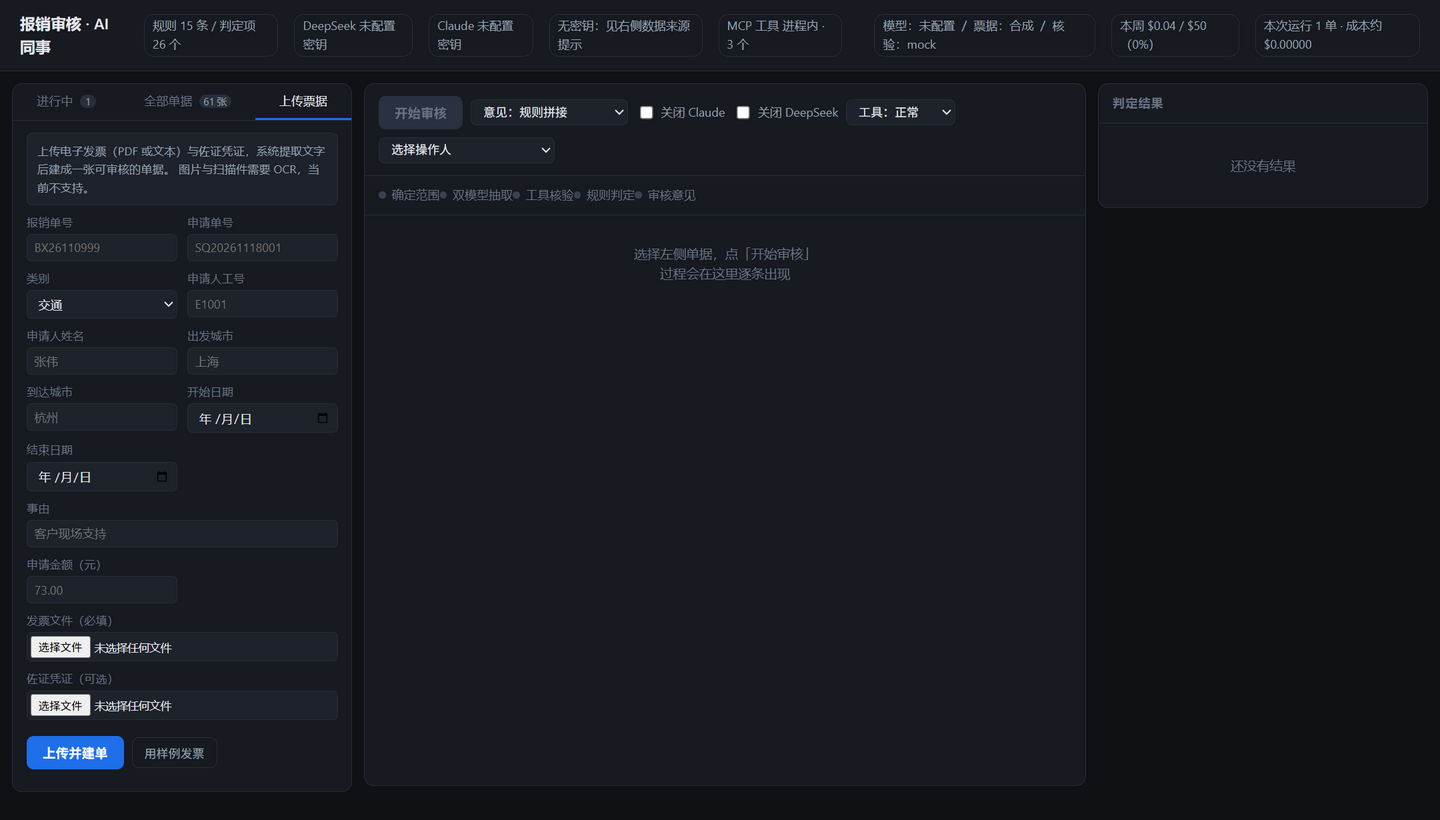 报销审核 · AI
同事
规则 15 条 / 判定项
26 个
DeepSeek 未配置
密钥
Claude 未配置
密钥
无密钥：见右侧数据来源
提示
MCP 工具 进程内 ·
3 个
模型：未配置 / 票据：合成 / 核
验：mock
本周 $0.04 / $50
（0%）
本次运行 1 单 · 成本约
$0.00000
进行中 1
全部单据 61 张
上传票据
上传电子发票（PDF 或文本）与佐证凭证，系统提取文字
后建成一张可审核的单据。 图片与扫描件需要 OCR，当
前不支持。
报销单号 申请单号
BX26110999 SQ20261118001
类别 申请人工号
交通 E1001
申请人姓名 出发城市
张伟 上海
到达城市 开始日期
杭州 年 /月/日
结束日期
年 /月/日
事由
客户现场支持
申请金额（元）
73.00
发票文件（必填）
选择文件 未选择任何文件
佐证凭证（可选）
选择文件 未选择任何文件
上传并建单 用样例发票
开始审核 意见：规则拼接 关闭 Claude 关闭 DeepSeek 工具：正常
选择操作人
确定范围 双模型抽取 工具核验 规则判定 审核意见
选择左侧单据，点「开始审核」
过程会在这里逐条出现
判定结果
还没有结果